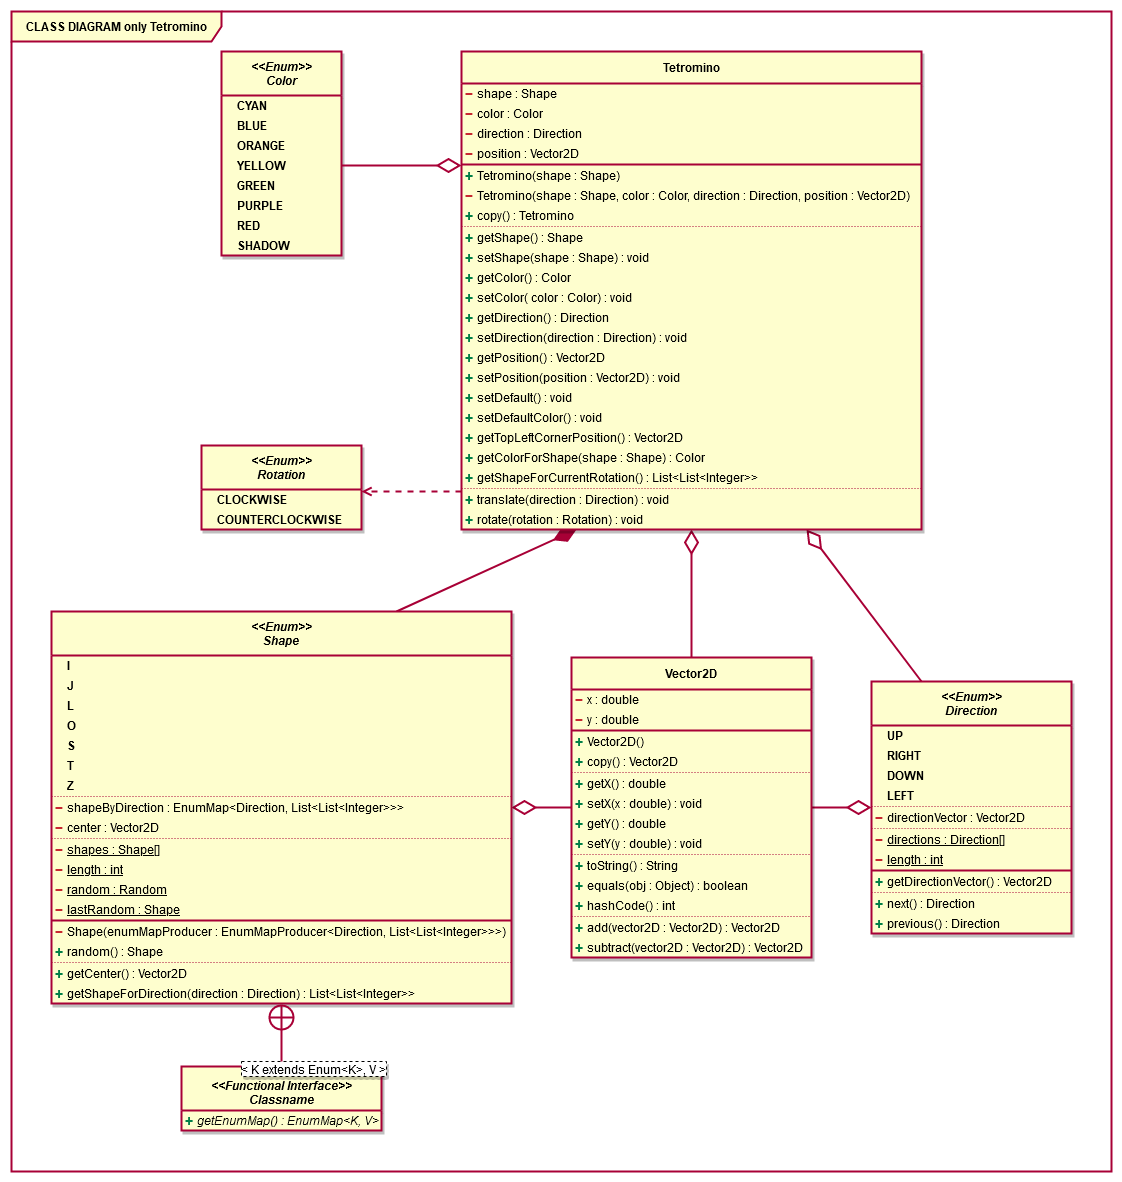 CLASS DIAGRAM only Tetromino
<<Enum>>
Color
CYAN
BLUE
ORANGE
YELLOW
GREEN
PURPLE
RED
SHADOW
Tetromino
- shape : Shape
- color : Color
- direction : Direction
- position : Vector2D
+ Tetromino(shape : Shape)
- Tetromino(shape : Shape, color : Color, direction : Direction, position : Vector2D)
+ copy() : Tetromino
+ getShape() : Shape
+ setShape(shape : Shape) : void
+ getColor() : Color
+ setColor( color : Color) : void
+ getDirection() : Direction
+ setDirection(direction : Direction) : void
+ getPosition() : Vector2D
+ setPosition(position : Vector2D) : void
+ setDefault() : void
+ setDefaultColor() : void
+ getTopLeftCornerPosition() : Vector2D
+ getColorForShape(shape : Shape) : Color
+ getShapeForCurrentRotation() : List<List<Integer>>
+ translate(direction : Direction) : void
+ rotate(rotation : Rotation) : void
<<Enum>>
Rotation
CLOCKWISE
COUNTERCLOCKWISE
<<Enum>>
Shape
I
J
L
O
S
T
Z
- shapeByDirection : EnumMap<Direction, List<List<Integer>>>
- center : Vector2D
- shapes : Shape[]
- length : int
- random : Random
- lastRandom : Shape
- Shape(enumMapProducer : EnumMapProducer<Direction, List<List<Integer>>>)
+ random() : Shape
+ getCenter() : Vector2D
+ getShapeForDirection(direction : Direction) : List<List<Integer>>
Vector2D
- x : double
- y : double
+ Vector2D()
+ copy() : Vector2D
+ getX() : double
+ setX(x : double) : void
+ getY() : double
+ setY(y : double) : void
+ toString() : String
+ equals(obj : Object) : boolean
+ hashCode() : int
+ add(vector2D : Vector2D) : Vector2D
+ subtract(vector2D : Vector2D) : Vector2D
<<Enum>>
Direction
UP
RIGHT
DOWN
LEFT
- directionVector : Vector2D
- directions : Direction[]
- length : int
+ getDirectionVector() : Vector2D
+ next() : Direction
+ previous() : Direction
< K extends Enum<K>, V >
<<Functional Interface>>
Classname
+ getEnumMap() : EnumMap<K, V>